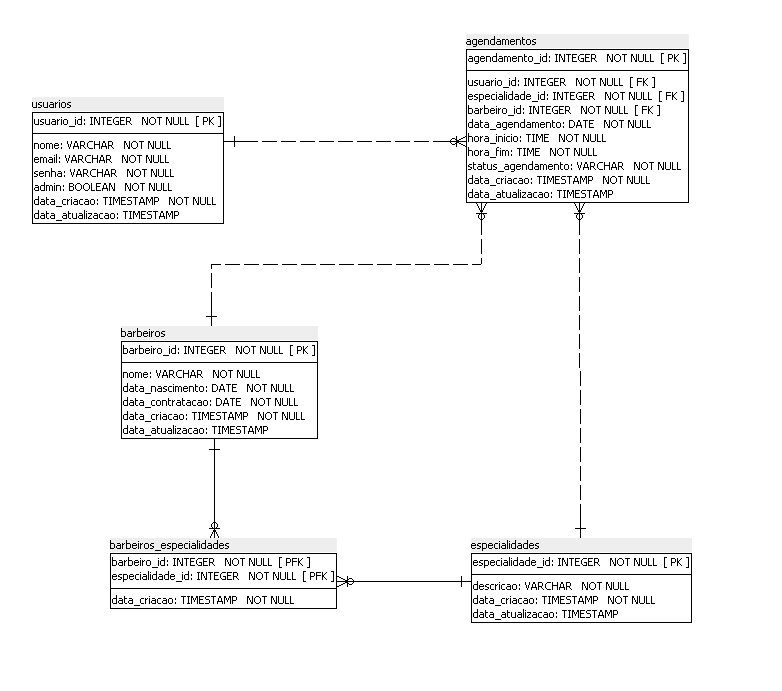 agendamentos
agendamento_id: INTEGER NOT NULL [ PK ]
usuario_id: INTEGER NOT NULL [ FK ]
especialidade_id: INTEGER NOT NULL [ FK ]
barbeiro_id: INTEGER NOT NULL [ FK ]
data_agendamento: DATE NOT NULL
hora_inicio: TIME NOT NULL
hora_fim: TIME NOT NULL
status_agendamento: VARCHAR NOT NULL
data_criacao: TIMESTAMP NOT NULL
data_atualizacao: TIMESTAMP
usuarios
usuario_id: INTEGER NOT NULL [ PK ]
nome: VARCHAR NOT NULL
email: VARCHAR NOT NULL
senha: VARCHAR NOT NULL
admin: BOOLEAN NOT NULL
data_criacao: TIMESTAMP NOT NULL
data_atualizacao: TIMESTAMP
barbeiros
barbeiro_id: INTEGER NOT NULL [ PK ]
nome: VARCHAR NOT NULL
data_nascimento: DATE NOT NULL
data_contratacao: DATE NOT NULL
data_criacao: TIMESTAMP NOT NULL
data_atualizacao: TIMESTAMP
barbeiros_especialidades
barbeiro_id: INTEGER NOT NULL [ PFK ]
especialidade_id: INTEGER NOT NULL [ PFK ]
data_criacao: TIMESTAMP NOT NULL
especialidades
especialidade_id: INTEGER NOT NULL [ PK ]
descricao: VARCHAR NOT NULL
data_criacao: TIMESTAMP NOT NULL
data_atualizacao: TIMESTAMP